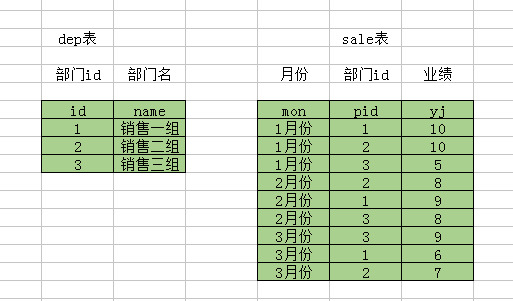 dep表 sale表
部门id 部门名 月份 部门id 业绩
id name mon pid yj
1 销售一组 1月份 1 10
2 销售二组 1月份 2 10
3 销售三组 1月份 3 5
2月份 2 8
2月份 1 9
2月份 3 8
3月份 3 9
3月份 1 6
3月份 2 7